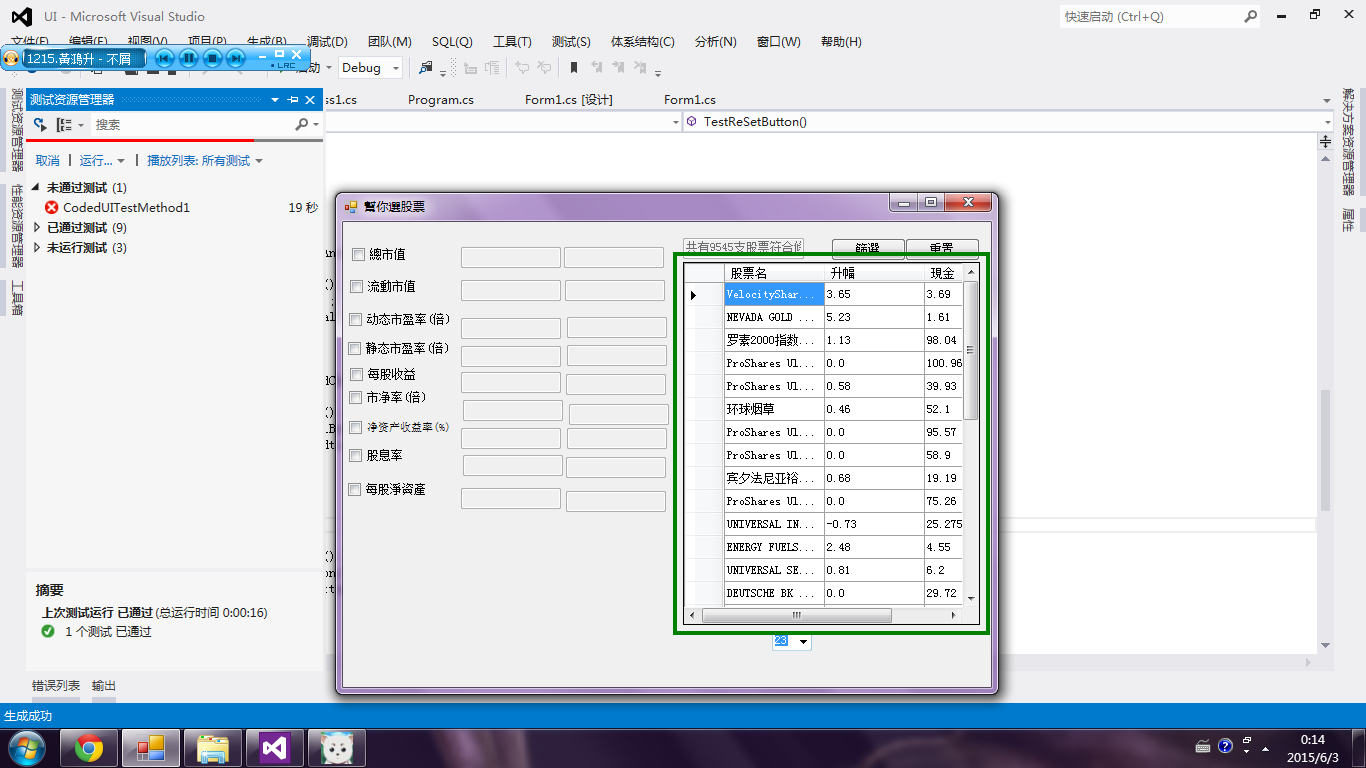 UI - Microsoft Visual Studio
快速启动 (Ctrl+Q)
文件(F) 编辑(E) 视图(V) 项目(P) 生成(B) 调试(D) 团队(M) SQL(Q) 工具(T) 测试(S) 体系结构(C) 分析(N) 窗口(W) 帮助(H)
1215.黃鴻升 - 不屑
LRC
启动 Debug
测试资源管理器
ss1.cs Program.cs Form1.cs [设计] Form1.cs
TestReSetButton()
搜索
取消 运行... 播放列表: 所有测试
未通过测试 (1)
CodedUITestMethod1 19 秒
已通过测试 (9)
未运行测试 (3)
测试资源管理器
性能资源管理器
工具箱
解决方案资源管理器
属性
幫你選股票
總市值
流動市值
动态市盈率(倍)
静态市盈率(倍)
每股收益
市净率(倍)
净资产收益率(%)
股息率
每股淨資產
共有9545支股票符合
篩選 重置
股票名 升幅 現金
VelocityShar... 3.65 3.69
NEVADA GOLD ... 5.23 1.61
罗素2000指数... 1.13 98.04
ProShares Ul... 0.0 100.96
ProShares Ul... 0.58 39.93
环球烟草 0.46 52.1
ProShares Ul... 0.0 95.57
ProShares Ul... 0.0 58.9
宾夕法尼亚裕... 0.68 19.19
ProShares Ul... 0.0 75.26
UNIVERSAL IN... -0.73 25.275
ENERGY FUELS... 2.48 4.55
UNIVERSAL SE... 0.81 6.2
DEUTSCHE BK ... 0.0 29.72
23
摘要
上次测试运行 已通过 (总运行时间 0:00:16)
1 个测试 已通过
错误列表 输出
生成成功
0:14
2015/6/3